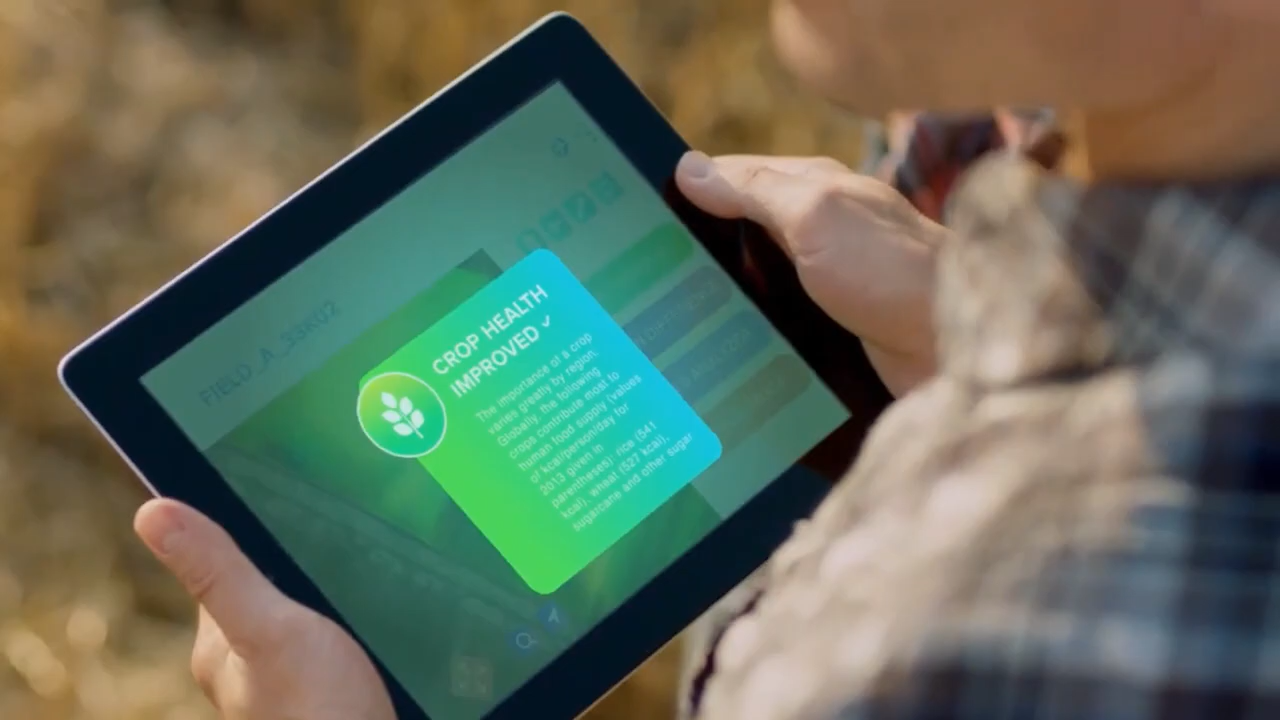 FIELD_A_33K02
CROP HEALTH
IMPROVED ✓
The importance of a crop
varies greatly by region.
Globally, the following
crops contribute most to
human food supply (values
of kcal/person/day for
2013 given in
parentheses): rice (541
kcal), wheat (527 kcal),
sugarcane and other sugar